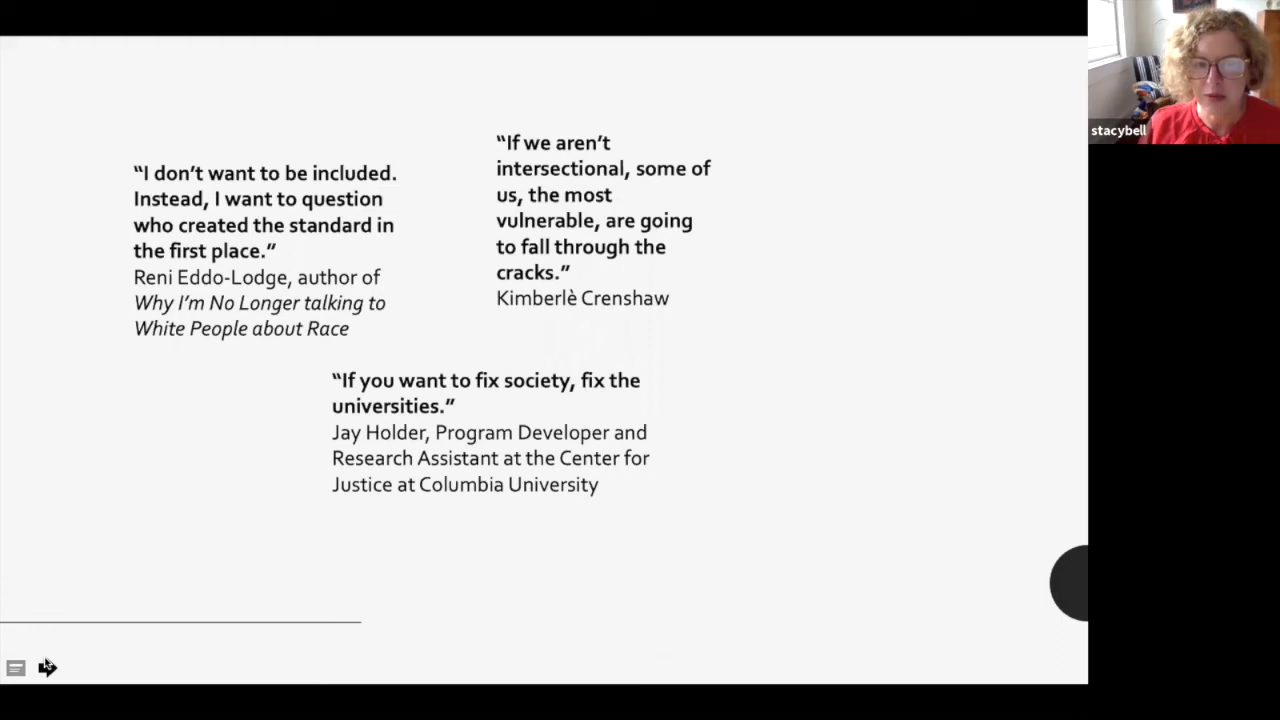 “I don’t want to be included.
Instead, I want to question
who created the standard in
the first place.”
Reni Eddo-Lodge, author of
Why I’m No Longer talking to
White People about Race
“If we aren’t
intersectional, some of
us, the most
vulnerable, are going
to fall through the
cracks.”
Kimberlè Crenshaw
“If you want to fix society, fix the
universities.”
Jay Holder, Program Developer and
Research Assistant at the Center for
Justice at Columbia University
stacybell